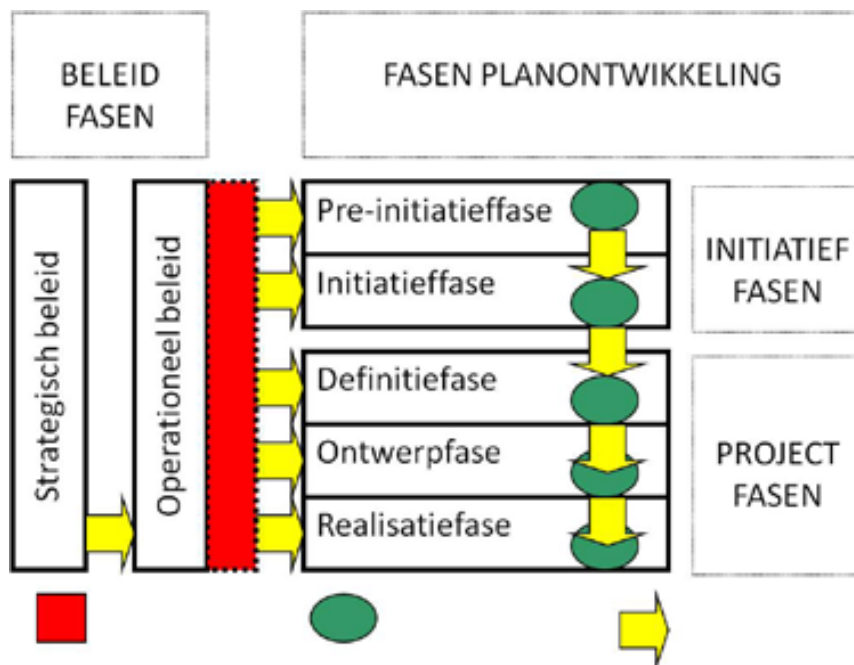 BELEID
FASEN
FASEN PLANONTWIKKELING
Strategisch beleid
Operationeel beleid
Pre-initiatieffase
Initiatieffase
Definitiefase
Ontwerpfase
Realisatiefase
INITIATIEF
FASEN
PROJECT
FASEN